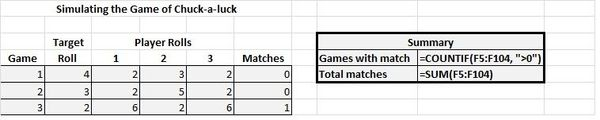 Simulating the Game of Chuck-a-luck
Target Player Rolls
Game Roll 1 2 3 Matches
1 4 2 3 2 0
2 3 2 5 2 0
3 2 6 2 6 1
Summary
Games with match =COUNTIF(F5:F104, ">0")
Total matches =SUM(F5:F104)